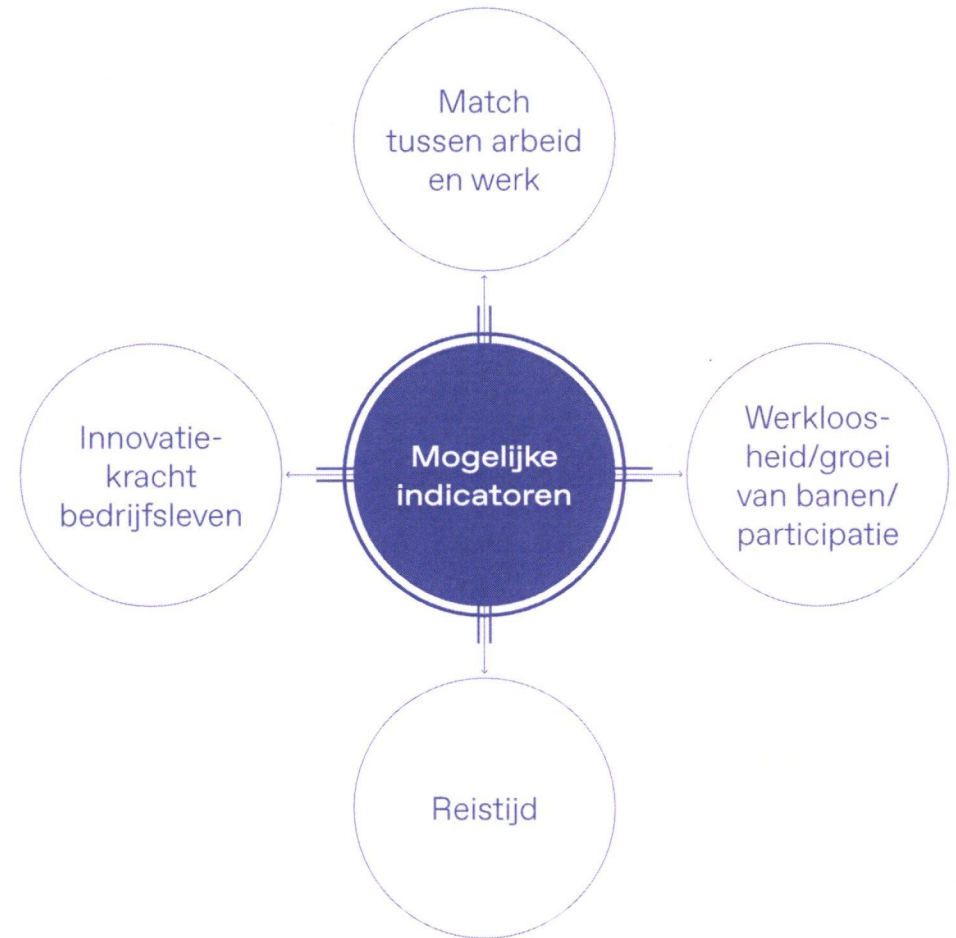 Match
tussen arbeid
en werk
Innovatie-
kracht
bedrijfsleven
Mogelijke
indicatoren
Werkloos-
heid/groei
van banen/
participatie
Reistijd